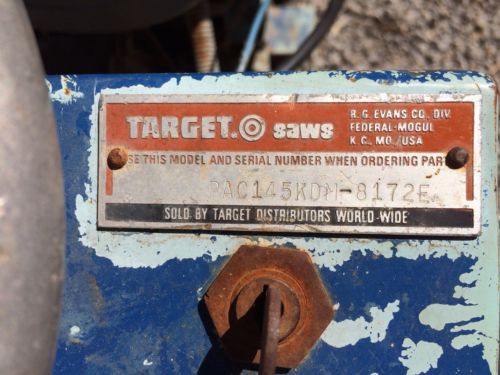 TARGET. saws
R. G. EVANS CO. DIV.
FEDERAL-MOGUL
K. C., MO. /USA
SE THIS MODEL AND SERIAL NUMBER WHEN ORDERING PAR
PAC145KDM-8172E
SOLD BY TARGET DISTRIBUTORS WORLD-WIDE